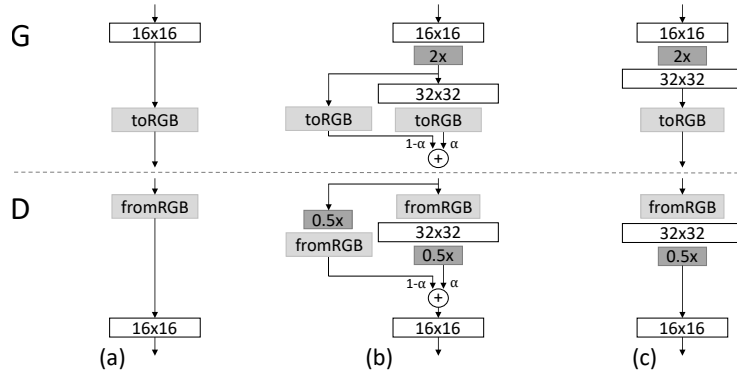 G
16x16
toRGB
16x16
2x
32x32
toRGB
toRGB
1-α
α
+
16x16
2x
32x32
toRGB
D
fromRGB
16x16
fromRGB
0.5x
32x32
fromRGB
0.5x
1-α
α
+
16x16
fromRGB
32x32
0.5x
16x16
(a)
(b)
(c)